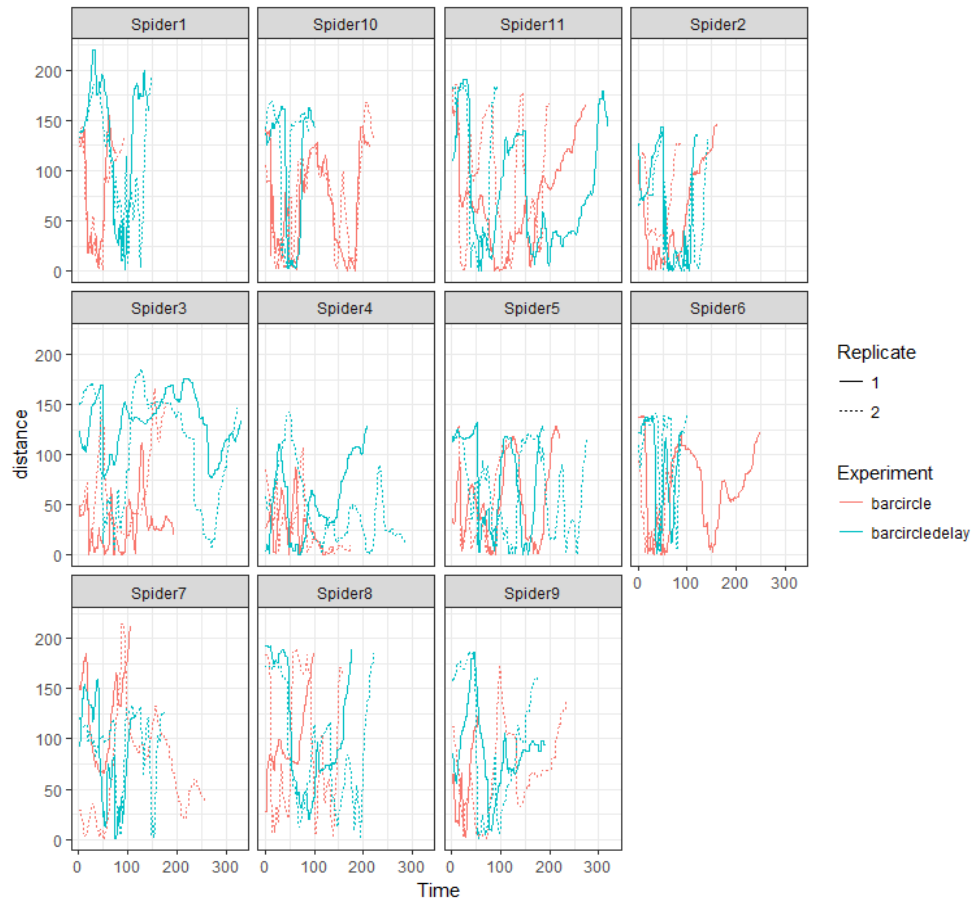 Spider1 Spider10 Spider11 Spider2
200
150
100
50
0
Spider3 Spider4 Spider5 Spider6
200
150
100
50
0
0 100 200 300
Spider7 Spider8 Spider9
200
150
100
50
0
0 100 200 300 0 100 200 300 0 100 200 300
distance
Time
Replicate
1
2
Experiment
barcircle
barcircledelay